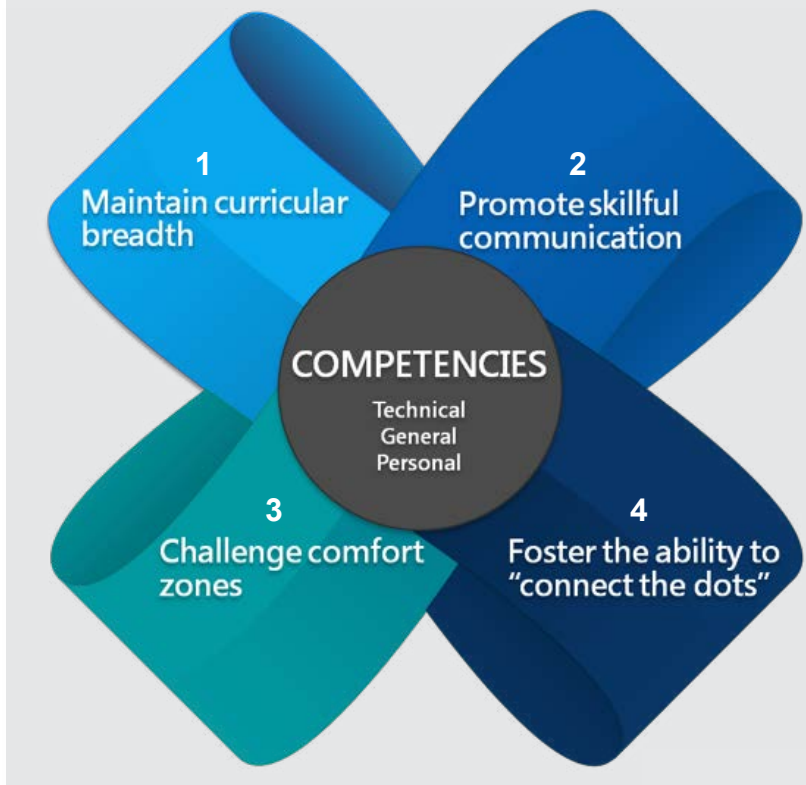 1
Maintain curricular
breadth
2
Promote skillful
communication
COMPETENCIES
Technical
General
Personal
3
Challenge comfort
zones
4
Foster the ability to
“connect the dots”